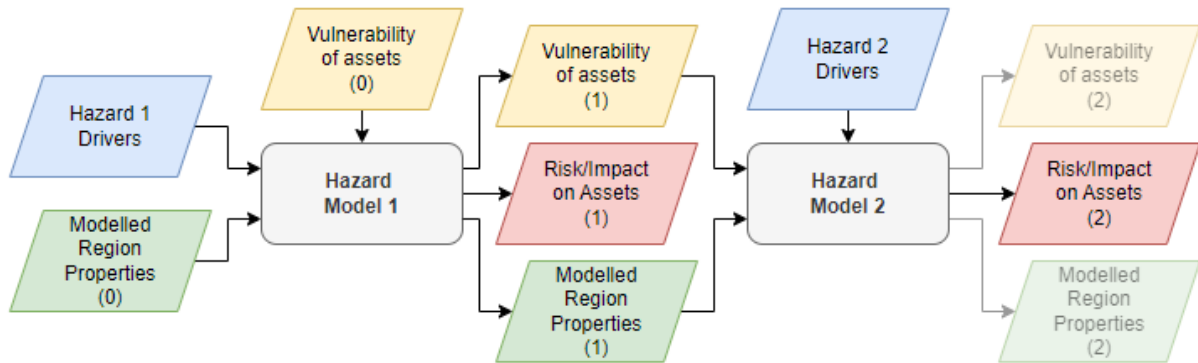 Hazard 1
Drivers
Modelled
Region
Properties
(0)
Vulnerability
of assets
(0)
Hazard
Model 1
Vulnerability
of assets
(1)
Risk/Impact
on Assets
(1)
Modelled
Region
Properties
(1)
Hazard 2
Drivers
Hazard
Model 2
Vulnerability
of assets
(2)
Risk/Impact
on Assets
(2)
Modelled
Region
Properties
(2)